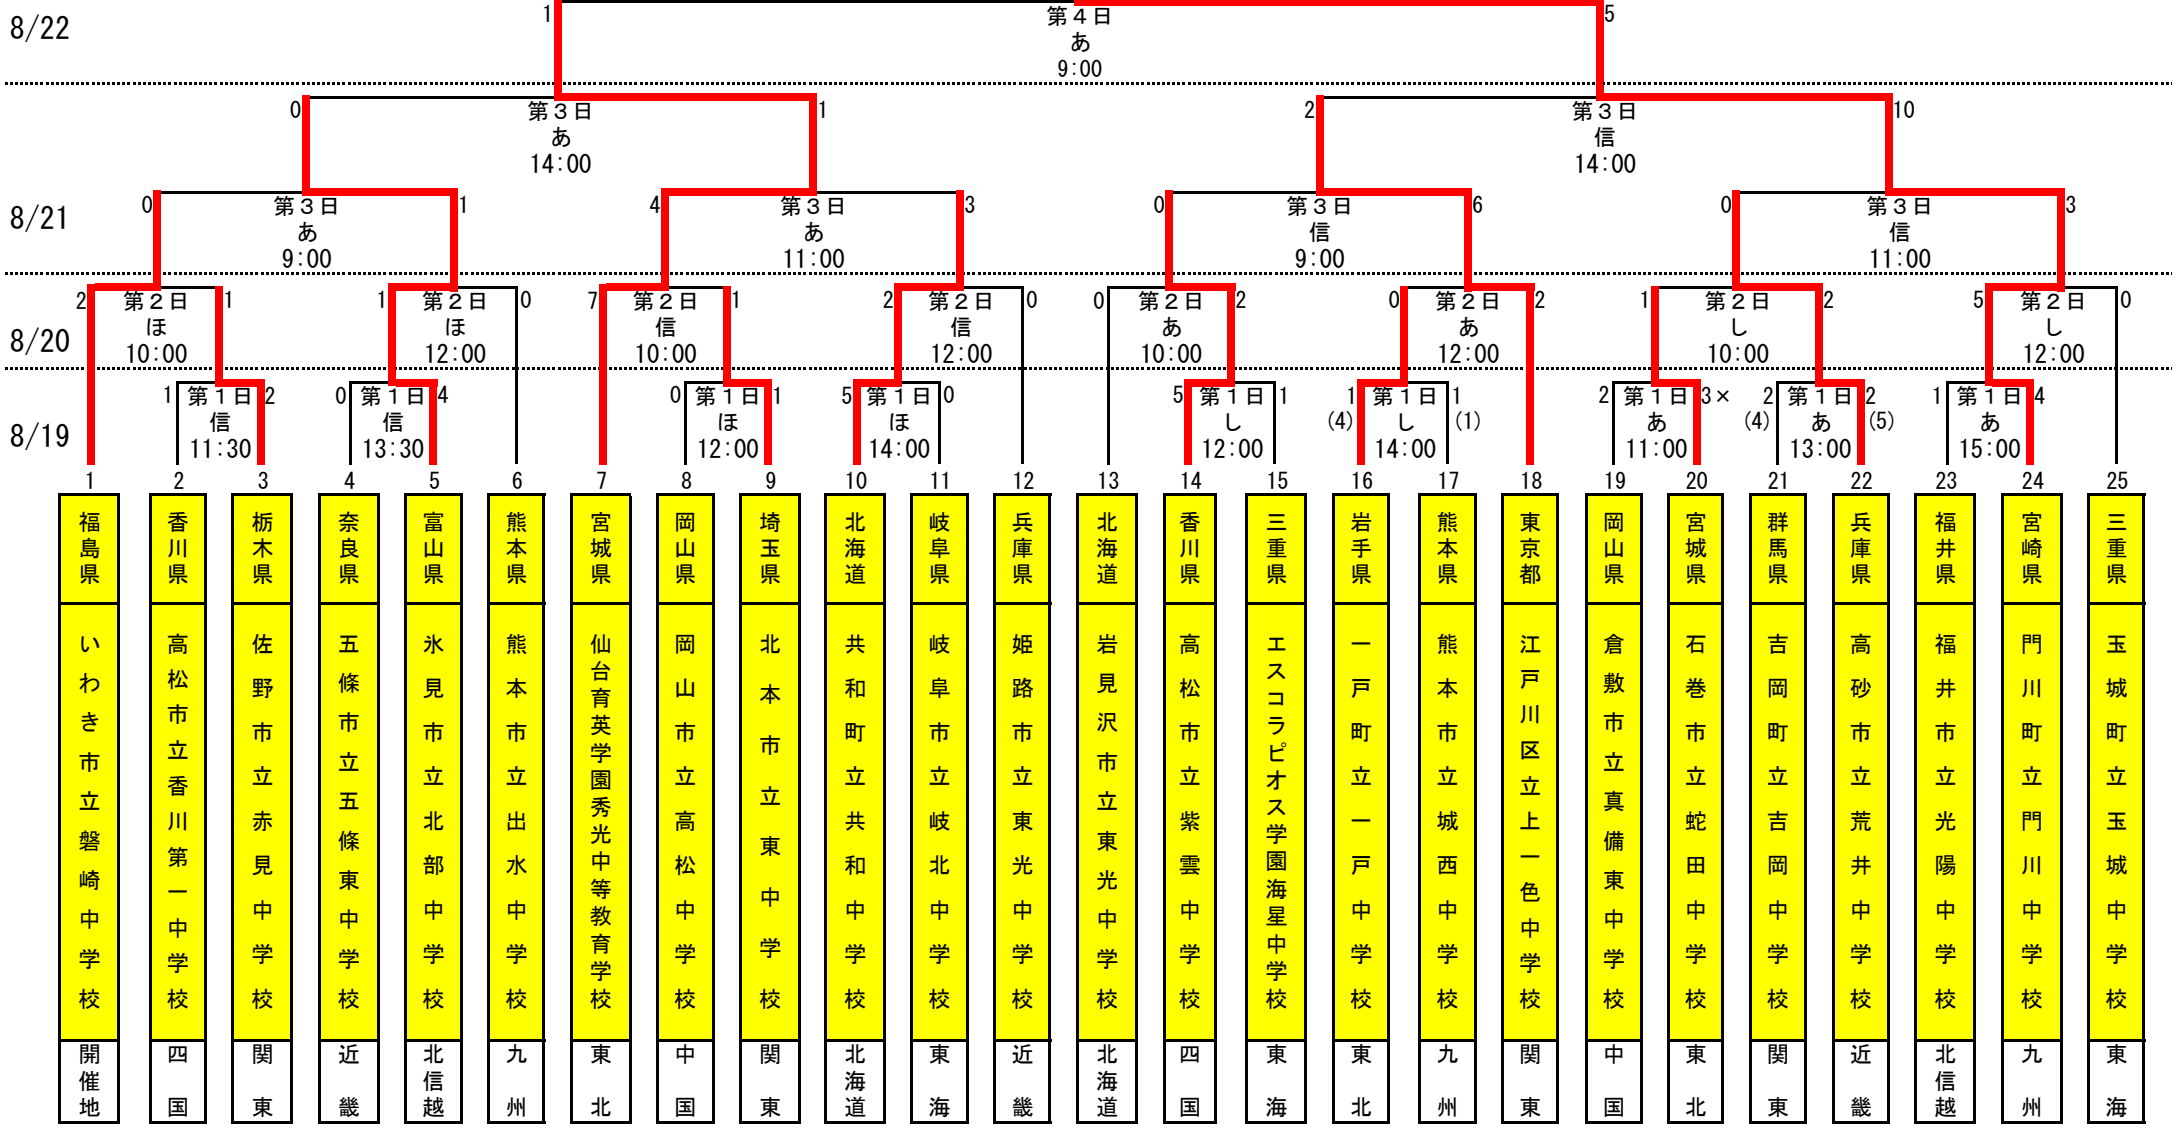 8/22
1
第4日
5
あ
9:00
0
第3日
1
2
第3日
10
あ
信
14:00
14:00
8/21
0
第3日
1
4
第3日
3
0
第3日
6
0
第3日
3
あ
あ
信
信
9:00
11:00
9:00
11:00
8/20
2
第2日
1
1
第2日
0
7
第2日
1
2
第2日
0
0
第2日
2
0
第2日
2
1
第2日
2
5
第2日
0
ほ
ほ
信
信
あ
あ
し
し
10:00
12:00
10:00
12:00
10:00
12:00
10:00
12:00
8/19
1
第1日
2
0
第1日
4
0
第1日
1
5
第1日
0
5
第1日
1
1
第1日
1
2
第1日
3×
2
第1日
2
1
第1日
4
信
信
ほ
ほ
し
(4)
し
(1)
あ
(4)
あ
(5)
あ
11:30
13:30
12:00
14:00
12:00
14:00
11:00
13:00
15:00
1
福島県
いわき市立磐崎中学校
開催地
2
香川県
高松市立香川第一中学校
四国
3
栃木県
佐野市立赤見中学校
関東
4
奈良県
五條市立五條東中学校
近畿
5
富山県
氷見市立北部中学校
北信越
6
熊本県
熊本市立出水中学校
九州
7
宮城県
仙台育英学園秀光中等教育学校
東北
8
岡山県
岡山市立高松中学校
中国
9
埼玉県
北本市立東中学校
関東
10
北海道
共和町立共和中学校
北海道
11
岐阜県
岐阜市立岐北中学校
東海
12
兵庫県
姫路市立東光中学校
近畿
13
北海道
岩見沢市立東光中学校
北海道
14
香川県
高松市立紫雲中学校
四国
15
三重県
エスコラピオス学園海星中学校
東海
16
岩手県
一戸町立一戸中学校
東北
17
熊本県
熊本市立城西中学校
九州
18
東京都
江戸川区立上一色中学校
関東
19
岡山県
倉敷市立真備東中学校
中国
20
宮城県
石巻市立蛇田中学校
東北
21
群馬県
吉岡町立吉岡中学校
関東
22
兵庫県
高砂市立荒井中学校
近畿
23
福井県
福井市立光陽中学校
北信越
24
宮崎県
門川町立門川中学校
九州
25
三重県
玉城町立玉城中学校
東海